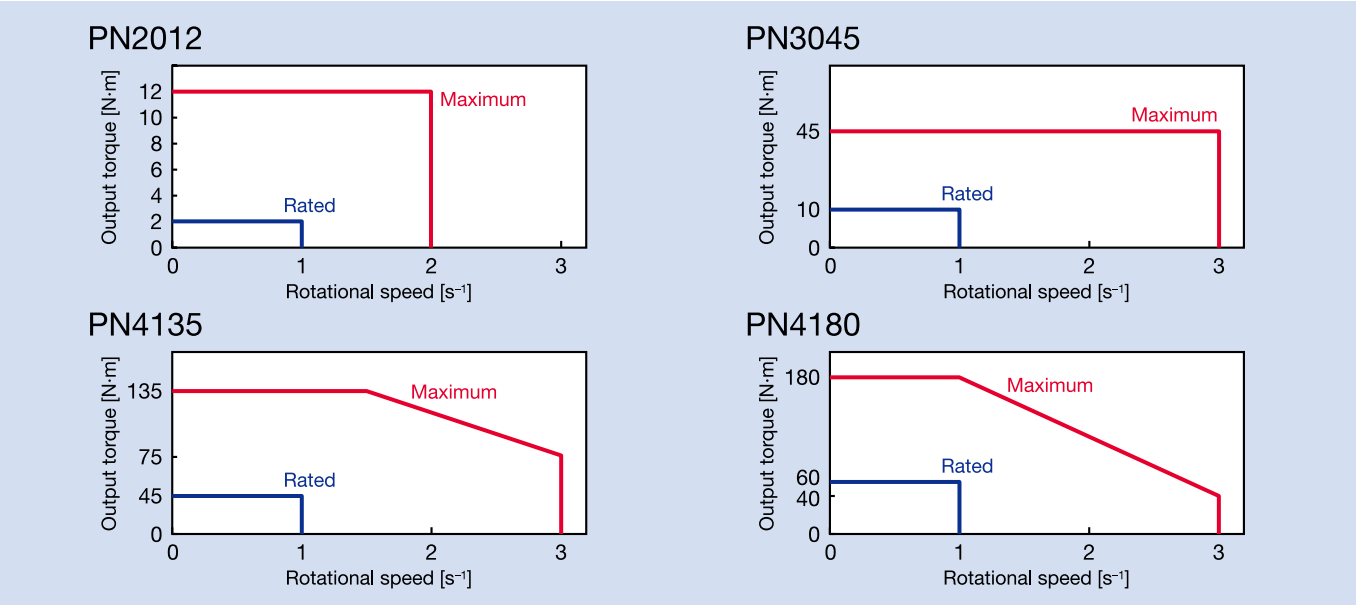 PN2012
Output torque [N·m]
12
10
8
6
4
2
0
Maximum
Rated
0 1 2 3
Rotational speed [s⁻¹]
PN3045
Output torque [N·m]
45
10
0
Maximum
Rated
0 1 2 3
Rotational speed [s⁻¹]
PN4135
Output torque [N·m]
135
75
45
0
Maximum
Rated
0 1 2 3
Rotational speed [s⁻¹]
PN4180
Output torque [N·m]
180
60
40
0
Maximum
Rated
0 1 2 3
Rotational speed [s⁻¹]